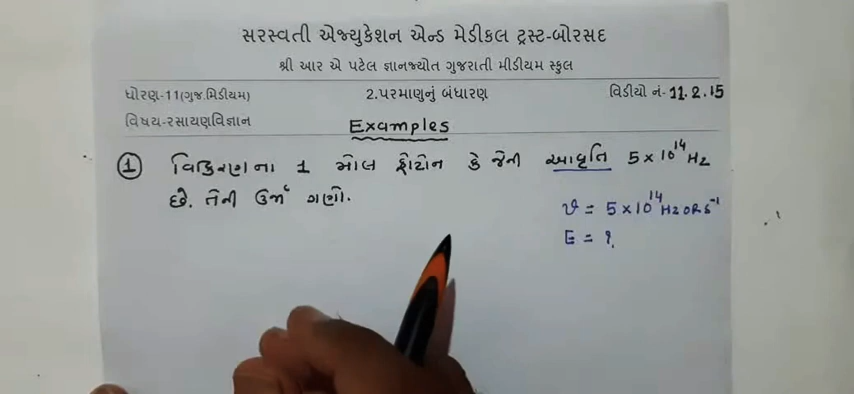 સરસ્વતી એજ્યુકેશન એન્ડ મેડીકલ ટ્રસ્ટ-બોરસદ
શ્રી આર એ પટેલ જ્ઞાનજ્યોત ગુજરાતી મીડીયમ સ્કુલ
ધોરણ-11(ગુજ.મિડીયમ) 2.પરમાણુનું બંધારણ વિડીયો નં- 11.2.15
વિષય-રસાયણવિજ્ઞાન
Examples
① વિકિરણના 1 મોલ ફોટોન કે જેની આવૃતિ 5 × 10¹⁴ Hz
છે. તેની ઉર્જા ગણો.
ν = 5 × 10¹⁴ Hz OR S⁻¹
E = ?